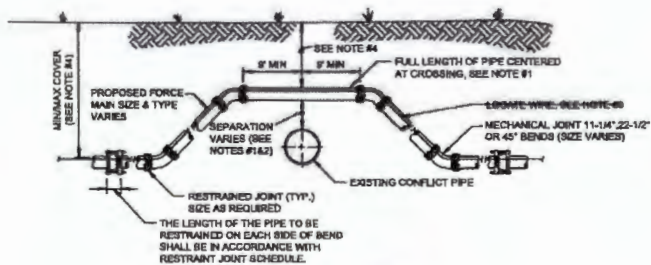 SEE NOTE #4
9' MIN
9' MIN
FULL LENGTH OF PIPE CENTERED
AT CROSSING, SEE NOTE #1
MIN/MAX COVER
(SEE NOTE #4)
PROPOSED FORCE
MAIN SIZE & TYPE
VARIES
LOCATE WIRE, SEE NOTE
SEPARATION
VARIES (SEE
NOTES #1&2)
MECHANICAL JOINT 11-1/4",22-1/2"
OR 45° BENDS (SIZE VARIES)
EXISTING CONFLICT PIPE
RESTRAINED JOINT (TYP.)
SIZE AS REQUIRED
THE LENGTH OF THE PIPE TO BE
RESTRAINED ON EACH SIDE OF BEND
SHALL BE IN ACCORDANCE WITH
RESTRAINT JOINT SCHEDULE.